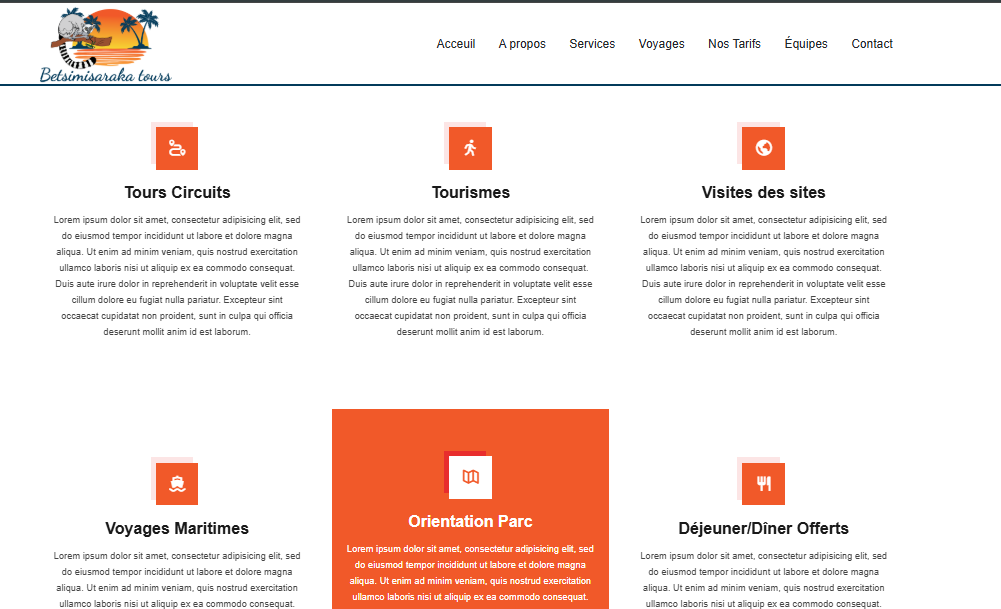 Betsimisaraka tours
Acceuil A propos Services Voyages Nos Tarifs Équipes Contact
Tours Circuits
Lorem ipsum dolor sit amet, consectetur adipisicing elit, sed
do eiusmod tempor incididunt ut labore et dolore magna
aliqua. Ut enim ad minim veniam, quis nostrud exercitation
ullamco laboris nisi ut aliquip ex ea commodo consequat.
Duis aute irure dolor in reprehenderit in voluptate velit esse
cillum dolore eu fugiat nulla pariatur. Excepteur sint
occaecat cupidatat non proident, sunt in culpa qui officia
deserunt mollit anim id est laborum.
Tourismes
Lorem ipsum dolor sit amet, consectetur adipisicing elit, sed
do eiusmod tempor incididunt ut labore et dolore magna
aliqua. Ut enim ad minim veniam, quis nostrud exercitation
ullamco laboris nisi ut aliquip ex ea commodo consequat.
Duis aute irure dolor in reprehenderit in voluptate velit esse
cillum dolore eu fugiat nulla pariatur. Excepteur sint
occaecat cupidatat non proident, sunt in culpa qui officia
deserunt mollit anim id est laborum.
Visites des sites
Lorem ipsum dolor sit amet, consectetur adipisicing elit, sed
do eiusmod tempor incididunt ut labore et dolore magna
aliqua. Ut enim ad minim veniam, quis nostrud exercitation
ullamco laboris nisi ut aliquip ex ea commodo consequat.
Duis aute irure dolor in reprehenderit in voluptate velit esse
cillum dolore eu fugiat nulla pariatur. Excepteur sint
occaecat cupidatat non proident, sunt in culpa qui officia
deserunt mollit anim id est laborum.
Voyages Maritimes
Lorem ipsum dolor sit amet, consectetur adipisicing elit, sed
do eiusmod tempor incididunt ut labore et dolore magna
aliqua. Ut enim ad minim veniam, quis nostrud exercitation
ullamco laboris nisi ut aliquip ex ea commodo consequat.
Orientation Parc
Lorem ipsum dolor sit amet, consectetur adipisicing elit, sed
do eiusmod tempor incididunt ut labore et dolore magna
aliqua. Ut enim ad minim veniam, quis nostrud exercitation
ullamco laboris nisi ut aliquip ex ea commodo consequat.
Déjeuner/Dîner Offerts
Lorem ipsum dolor sit amet, consectetur adipisicing elit, sed
do eiusmod tempor incididunt ut labore et dolore magna
aliqua. Ut enim ad minim veniam, quis nostrud exercitation
ullamco laboris nisi ut aliquip ex ea commodo consequat.